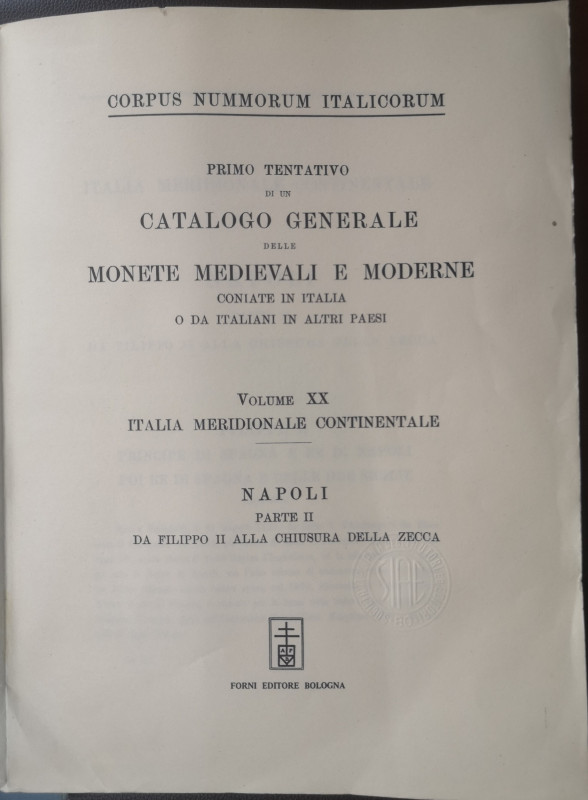 CORPUS NUMMORUM ITALICORUM
PRIMO TENTATIVO
DI UN
CATALOGO GENERALE
DELLE
MONETE MEDIEVALI E MODERNE
CONIATE IN ITALIA
O DA ITALIANI IN ALTRI PAESI
VOLUME XX
ITALIA MERIDIONALE CONTINENTALE
NAPOLI
PARTE II
DA FILIPPO II ALLA CHIUSURA DELLA ZECCA
SIAE
FORNI EDITORE BOLOGNA